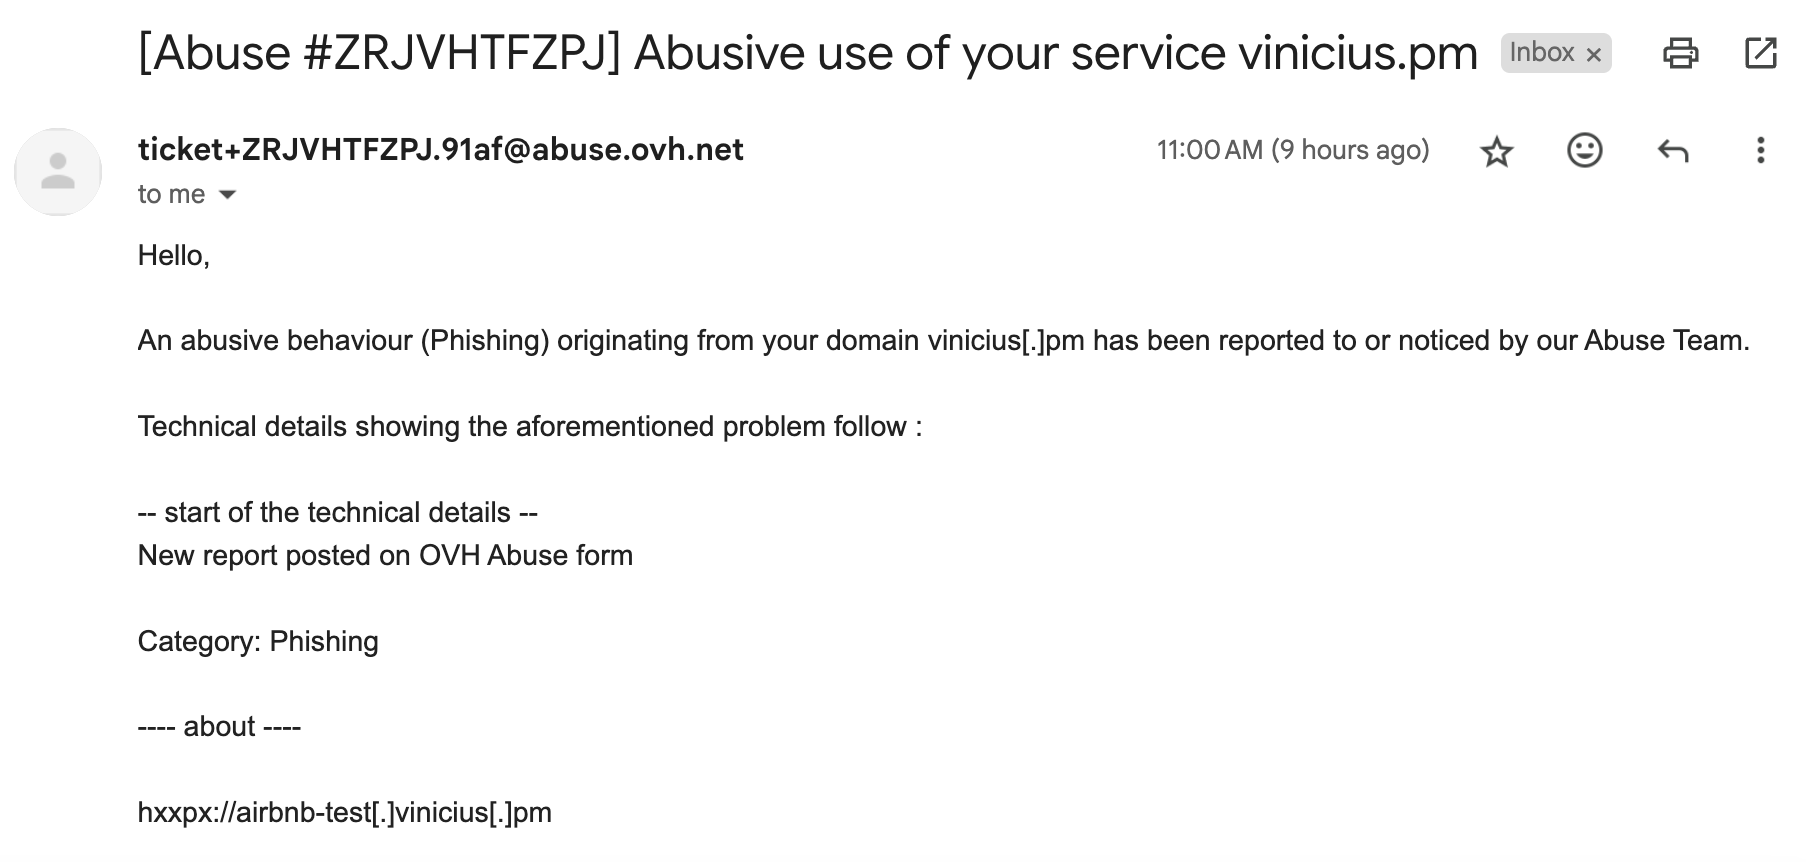 [Abuse #ZRJVHTFZPJ] Abusive use of your service vinicius.pm Inbox ×
ticket+ZRJVHTFZPJ.91af@abuse.ovh.net 11:00 AM (9 hours ago)
to me
Hello,
An abusive behaviour (Phishing) originating from your domain vinicius[.]pm has been reported to or noticed by our Abuse Team.
Technical details showing the aforementioned problem follow :
-- start of the technical details --
New report posted on OVH Abuse form
Category: Phishing
---- about ----
hxxpx://airbnb-test[.]vinicius[.]pm